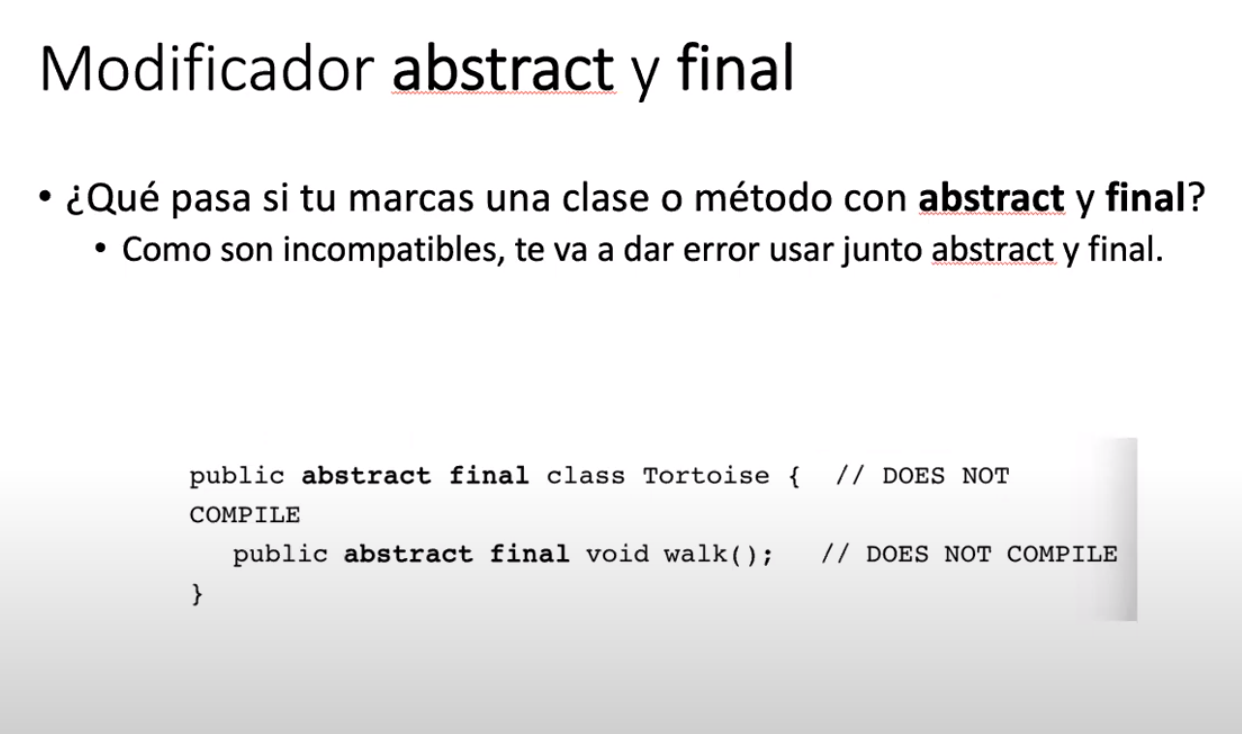 Modificador abstract y final
• ¿Qué pasa si tu marcas una clase o método con abstract y final?
• Como son incompatibles, te va a dar error usar junto abstract y final.
public abstract final class Tortoise {  // DOES NOT
COMPILE
public abstract final void walk();  // DOES NOT COMPILE
}